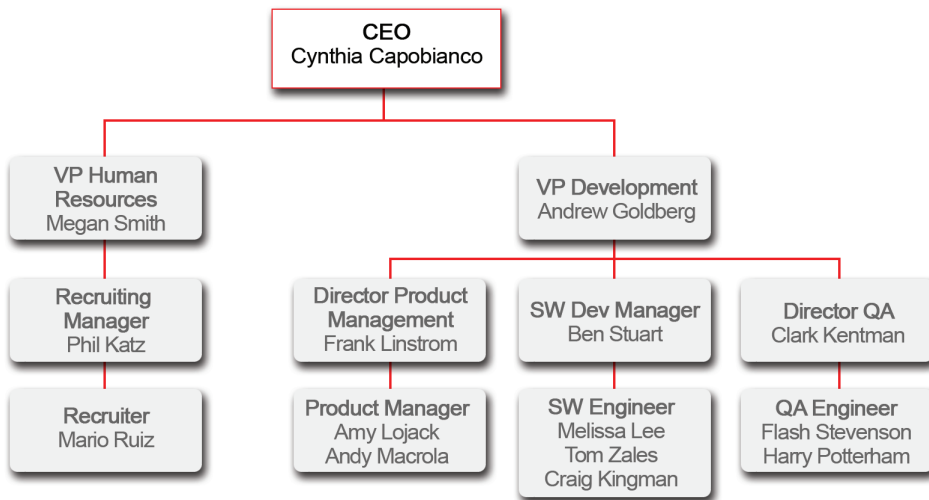 CEO
Cynthia Capobianco
VP Human
Resources
Megan Smith
VP Development
Andrew Goldberg
Recruiting
Manager
Phil Katz
Director Product
Management
Frank Linstrom
SW Dev Manager
Ben Stuart
Director QA
Clark Kentman
Recruiter
Mario Ruiz
Product Manager
Amy Lojack
Andy Macrola
SW Engineer
Melissa Lee
Tom Zales
Craig Kingman
QA Engineer
Flash Stevenson
Harry Potterham